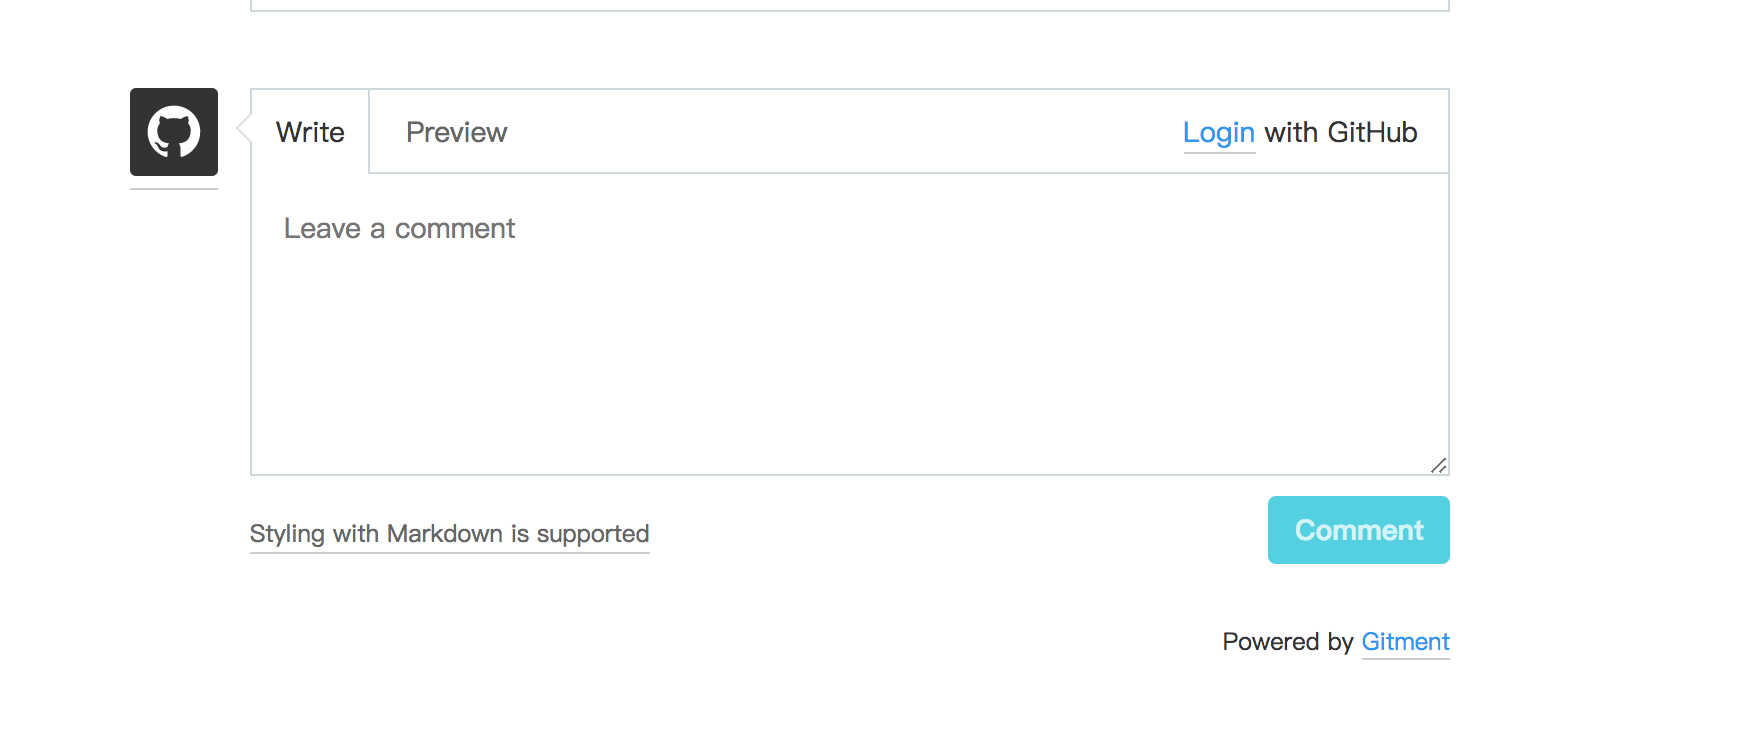 Write Preview Login with GitHub
Leave a comment
Styling with Markdown is supported
Comment
Powered by Gitment